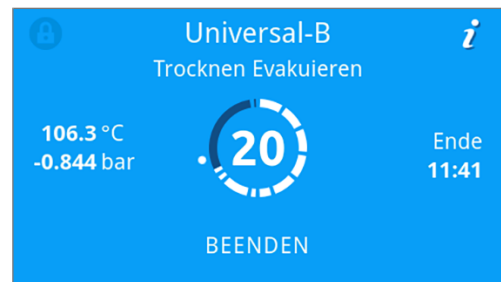 Universal-B
i
Trocknen Evakuieren
106.3 °C
-0.844 bar
20
Ende
11:41
BEENDEN